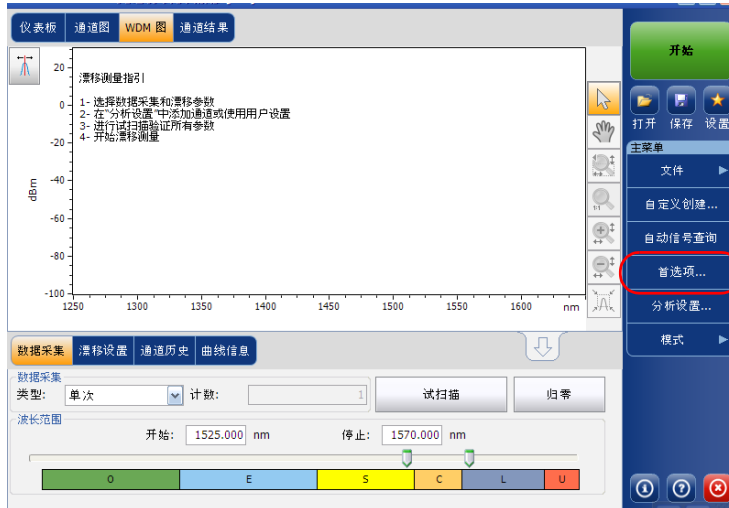 仪表板 通道图 WDM 图 通道结果
开始
打开 保存 设置
主菜单
文件
自定义创建...
自动信号查询
首选项...
分析设置...
模式
漂移测量指引
1- 选择数据采集和漂移参数
2- 在“分析设置”中添加通道或使用用户设置
3- 进行试扫描验证所有参数
4- 开始漂移测量
dBm
20
0
-20
-40
-60
-80
-100
1250 1300 1350 1400 1450 1500 1550 1600 nm
1:1
数据采集 漂移设置 通道历史 曲线信息
数据采集
类型: 单次 计数: 1 试扫描 归零
波长范围
开始: 1525.000 nm 停止: 1570.000 nm
O E S C L U